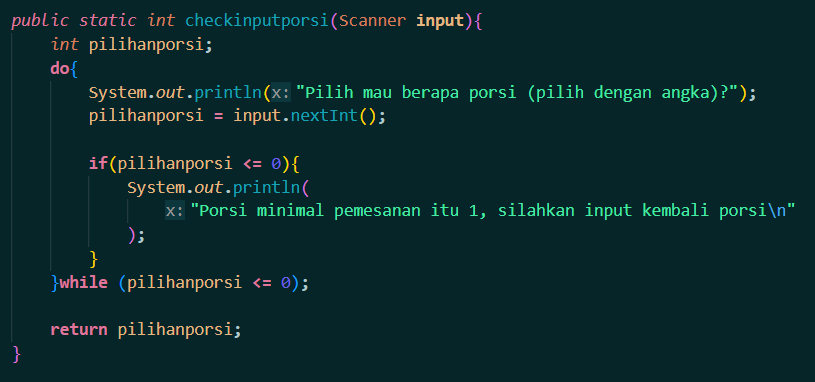 public static int checkinputporsi(Scanner input){
int pilihanporsi;
do{
System.out.println(x: "Pilih mau berapa porsi (pilih dengan angka)?");
pilihanporsi = input.nextInt();
if(pilihanporsi <= 0){
System.out.println(
x: "Porsi minimal pemesanan itu 1, silahkan input kembali porsi\n"
);
}
}while (pilihanporsi <= 0);
return pilihanporsi;
}